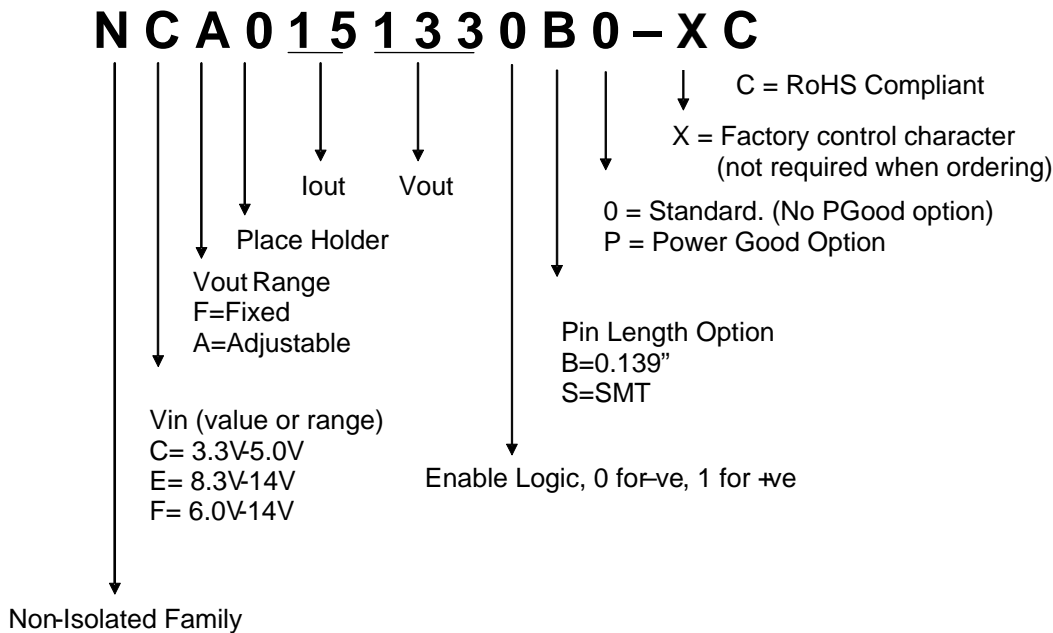 N C A 0 1 5 1 3 3 0 B 0 – X C
C = RoHS Compliant
X = Factory control character
(not required when ordering)
Iout
Vout
0 = Standard. (No PGood option)
P = Power Good Option
Place Holder
Vout Range
F=Fixed
A=Adjustable
Pin Length Option
B=0.139”
S=SMT
Vin (value or range)
C= 3.3V-5.0V
E= 8.3V-14V
F= 6.0V-14V
Enable Logic, 0 for –ve, 1 for +ve
Non-Isolated Family